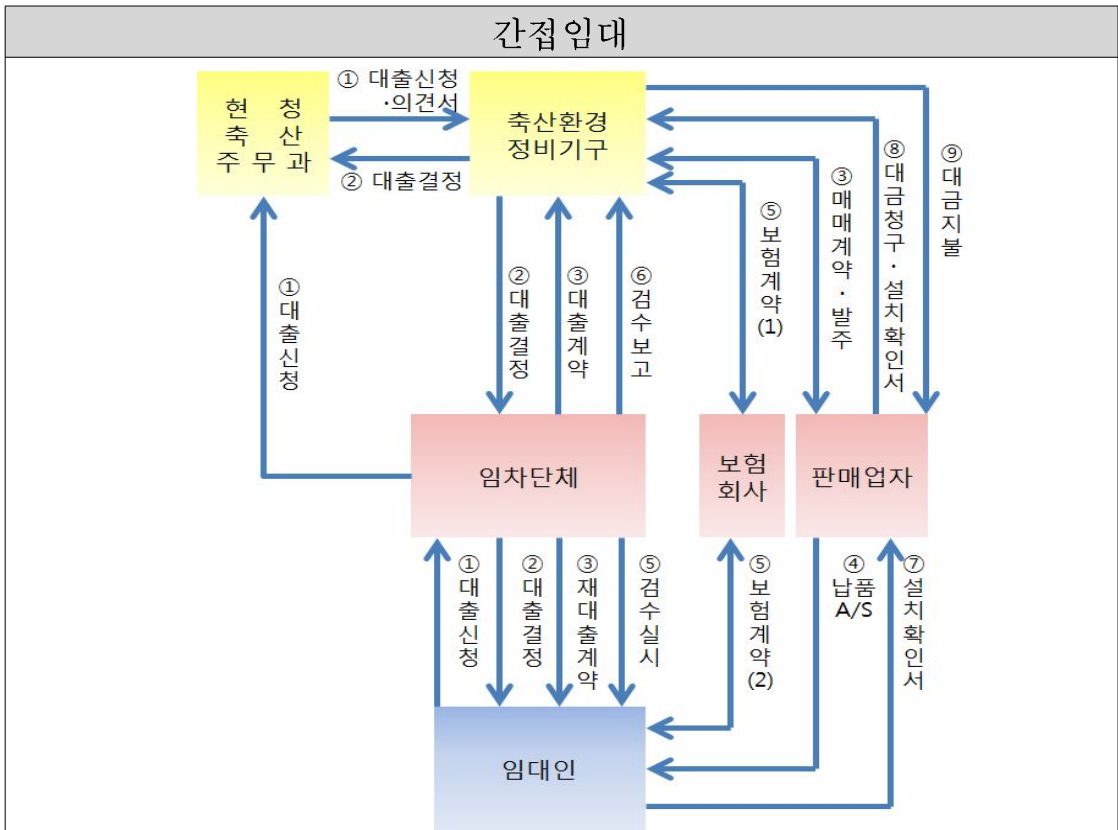 간접임대
① 대출신청
·의견서
현 청
축 산
주 무 과
축산환경
정비기구
② 대출결정
①대출신청
②대출결정
③대출계약
⑥검수보고
⑤보험계약(1)
③매매계약·발주
⑧대금청구·설치확인서
⑨대금지불
임차단체
보험
회사
판매업자
①대출신청
②대출결정
③재대출계약
⑤검수실시
⑤보험계약(2)
④
납품
A/S
⑦설치확인서
임대인